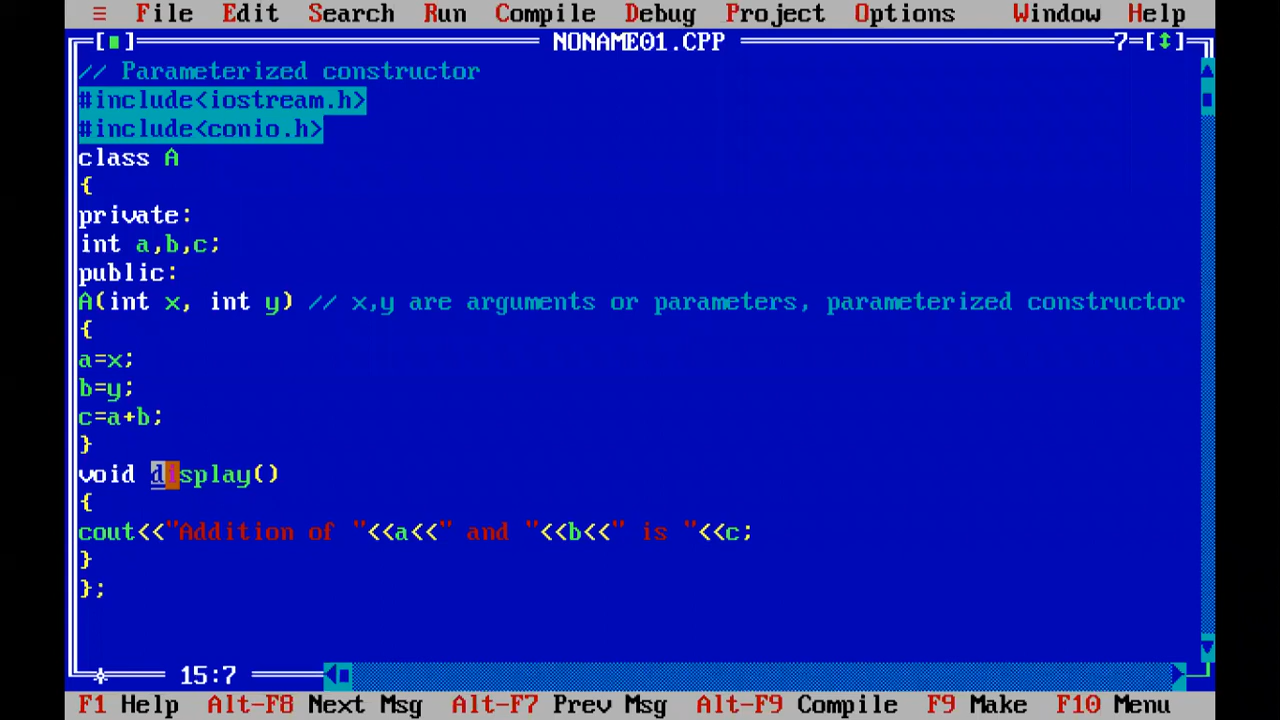 ≡ File Edit Search Run Compile Debug Project Options Window Help
[■] NONAME01.CPP 7=[↕]
// Parameterized constructor
#include<iostream.h>
#include<conio.h>
class A
{
private:
int a,b,c;
public:
A(int x, int y) // x,y are arguments or parameters, parameterized constructor
{
a=x;
b=y;
c=a+b;
}
void display()
{
cout<<"Addition of "<<a<<" and "<<b<<" is "<<c;
}
};
15:7
F1 Help Alt-F8 Next Msg Alt-F7 Prev Msg Alt-F9 Compile F9 Make F10 Menu